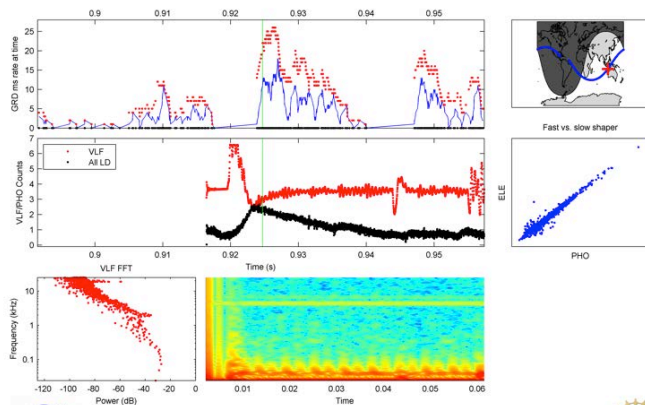 0.9 0.91 0.92 0.93 0.94 0.95
GRD ms rate at time
30
25
20
15
10
5
0
Fast vs. slow shaper
VLF
All LD
VLF/PHO Counts
7
6
5
4
3
2
1
0
0.9 0.91 0.92 0.93 0.94 0.95
Time (s)
ELE
PHO
VLF FFT
Frequency (kHz)
10
1
0.1
-120 -100 -80 -60 -40 -20 0
Power (dB)
0.01 0.02 0.03 0.04 0.05 0.06
Time